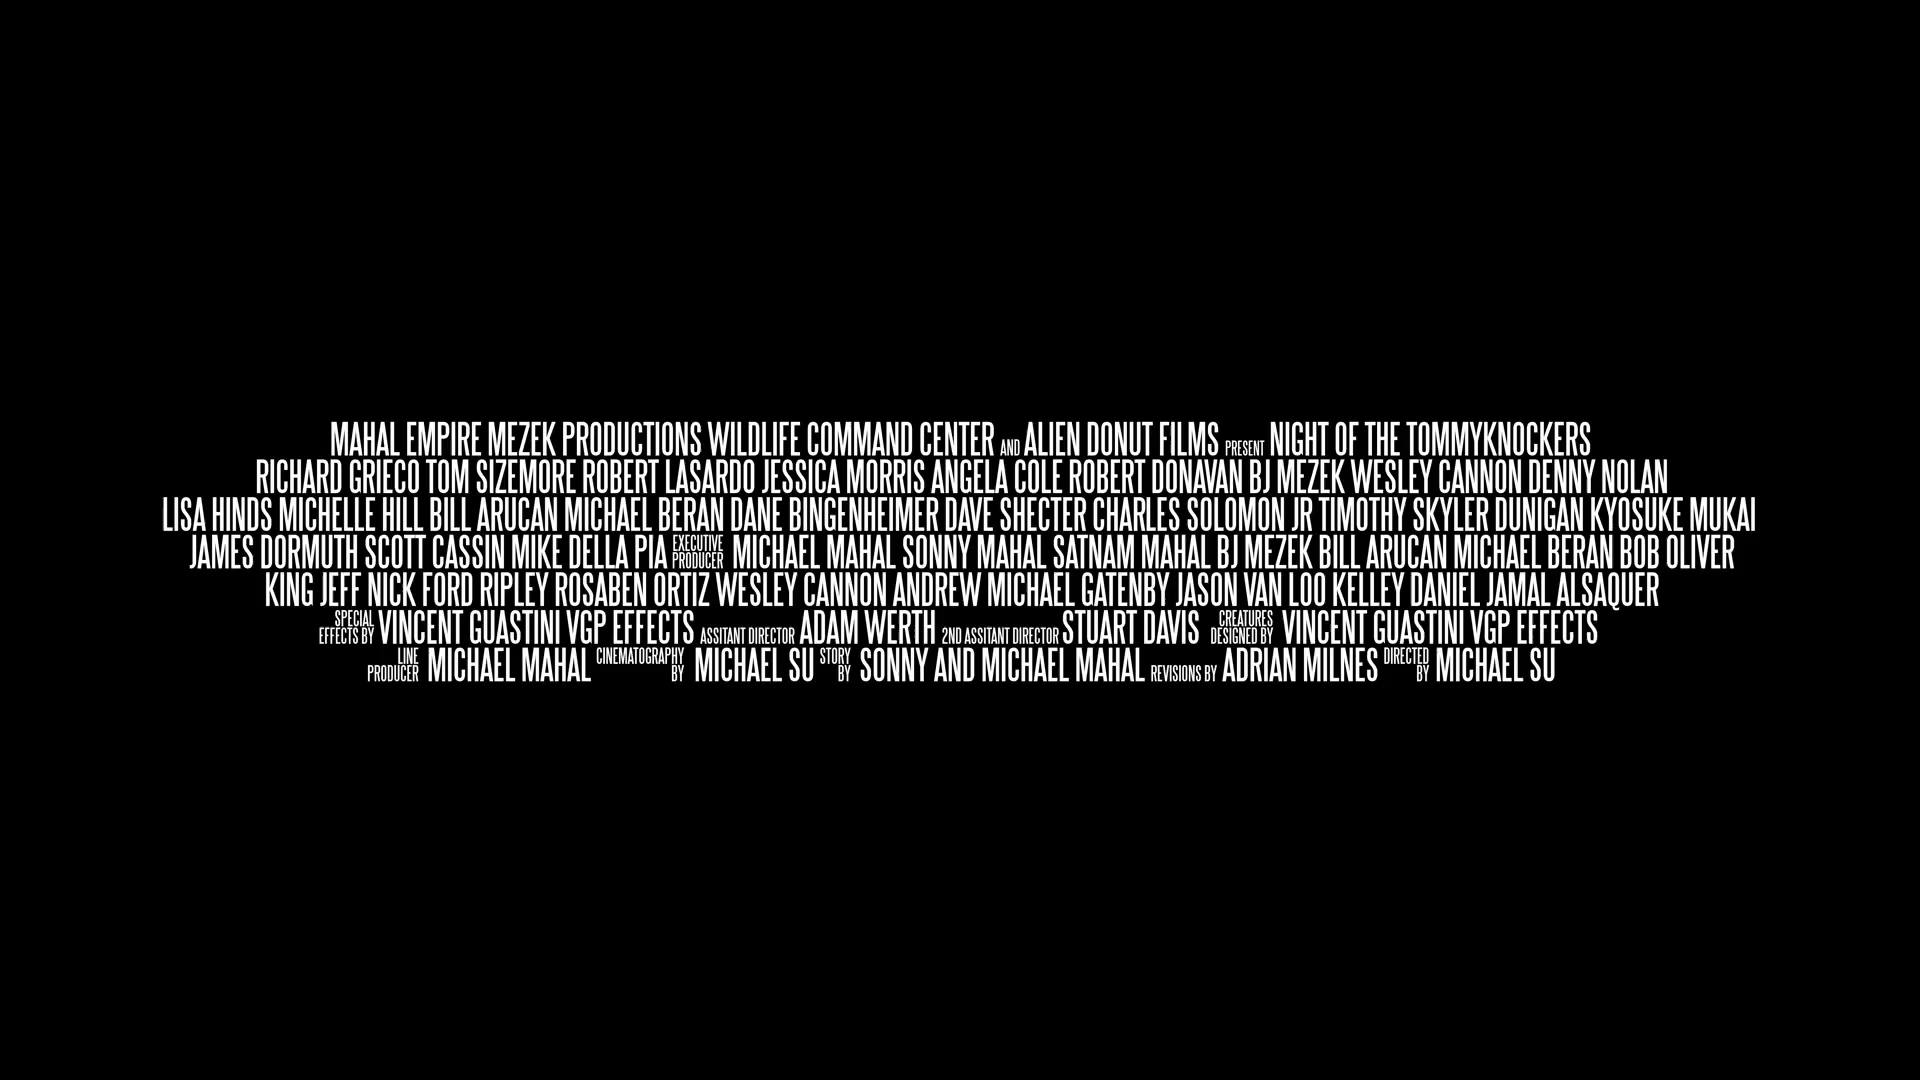 MAHAL EMPIRE MEZEK PRODUCTIONS WILDLIFE COMMAND CENTER AND ALIEN DONUT FILMS PRESENT NIGHT OF THE TOMMYKNOCKERS
RICHARD GRIECO TOM SIZEMORE ROBERT LASARDO JESSICA MORRIS ANGELA COLE ROBERT DONAVAN BJ MEZEK WESLEY CANNON DENNY NOLAN
LISA HINDS MICHELLE HILL BILL ARUCAN MICHAEL BERAN DANE BINGENHEIMER DAVE SHECTER CHARLES SOLOMON JR TIMOTHY SKYLER DUNIGAN KYOSUKE MUKAI
JAMES DORMUTH SCOTT CASSIN MIKE DELLA PIA EXECUTIVE PRODUCER MICHAEL MAHAL SONNY MAHAL SATNAM MAHAL BJ MEZEK BILL ARUCAN MICHAEL BERAN BOB OLIVER
KING JEFF NICK FORD RIPLEY ROSABEN ORTIZ WESLEY CANNON ANDREW MICHAEL GATENBY JASON VAN LOO KELLEY DANIEL JAMAL ALSAQUER
SPECIAL EFFECTS BY VINCENT GUASTINI VGP EFFECTS ASSITANT DIRECTOR ADAM WERTH 2ND ASSITANT DIRECTOR STUART DAVIS CREATURES DESIGNED BY VINCENT GUASTINI VGP EFFECTS
LINE PRODUCER MICHAEL MAHAL CINEMATOGRAPHY BY MICHAEL SU STORY BY SONNY AND MICHAEL MAHAL REVISIONS BY ADRIAN MILNES DIRECTED BY MICHAEL SU